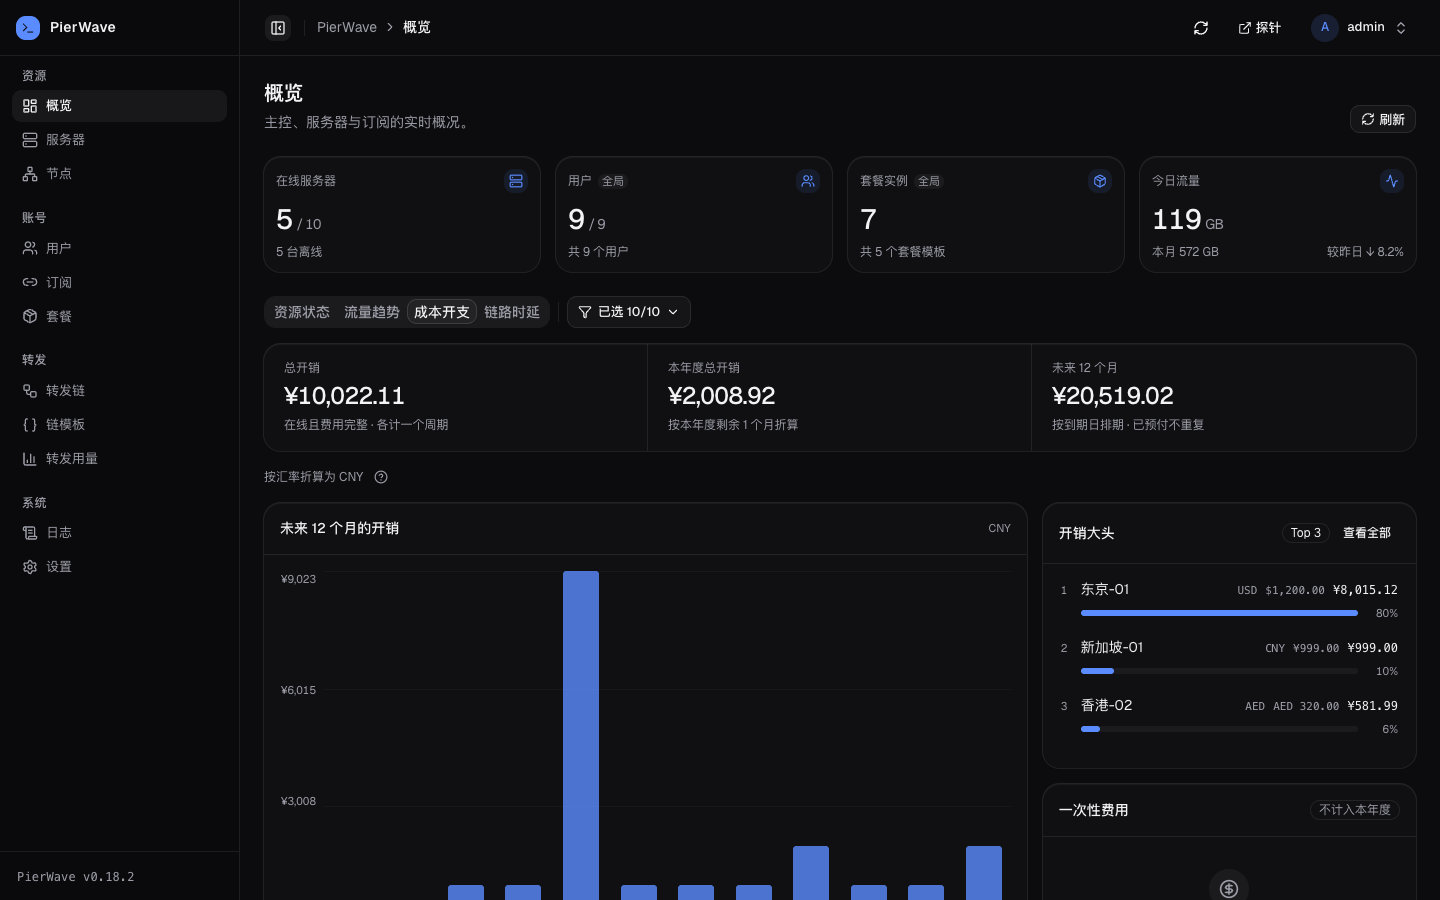 PierWave
PierWave > 概览
探针
A
admin
资源
概览
服务器
节点
账号
用户
订阅
套餐
转发
转发链
链模板
转发用量
系统
日志
设置
PierWave v0.18.2
概览
主控、服务器与订阅的实时概况。
刷新
在线服务器
5 / 10
5 台离线
用户 全局
9 / 9
共 9 个用户
套餐实例 全局
7
共 5 个套餐模板
今日流量
119 GB
本月 572 GB 较昨日 ↓ 8.2%
资源状态 流量趋势 成本开支 链路时延 已选 10/10
总开销
¥10,022.11
在线且费用完整 · 各计一个周期
本年度总开销
¥2,008.92
按本年度剩余 1 个月折算
未来 12 个月
¥20,519.02
按到期日排期 · 已预付不重复
按汇率折算为 CNY
未来 12 个月的开销 CNY
¥9,023
¥6,015
¥3,008
开销大头 Top 3 查看全部
1 东京-01 USD $1,200.00 ¥8,015.12
80%
2 新加坡-01 CNY ¥999.00 ¥999.00
10%
3 香港-02 AED AED 320.00 ¥581.99
6%
一次性费用 不计入本年度